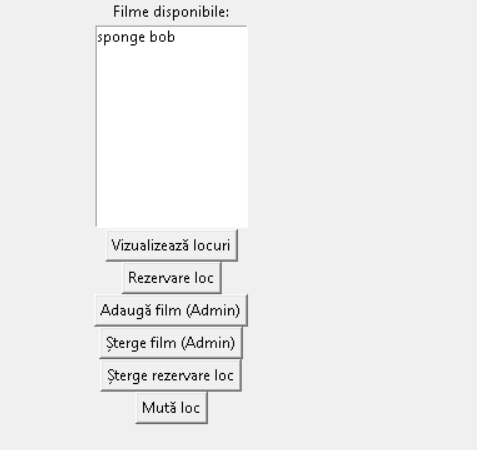 Filme disponibile:
sponge bob
Vizualizează locuri
Rezervare loc
Adaugă film (Admin)
Șterge film (Admin)
Șterge rezervare loc
Mută loc